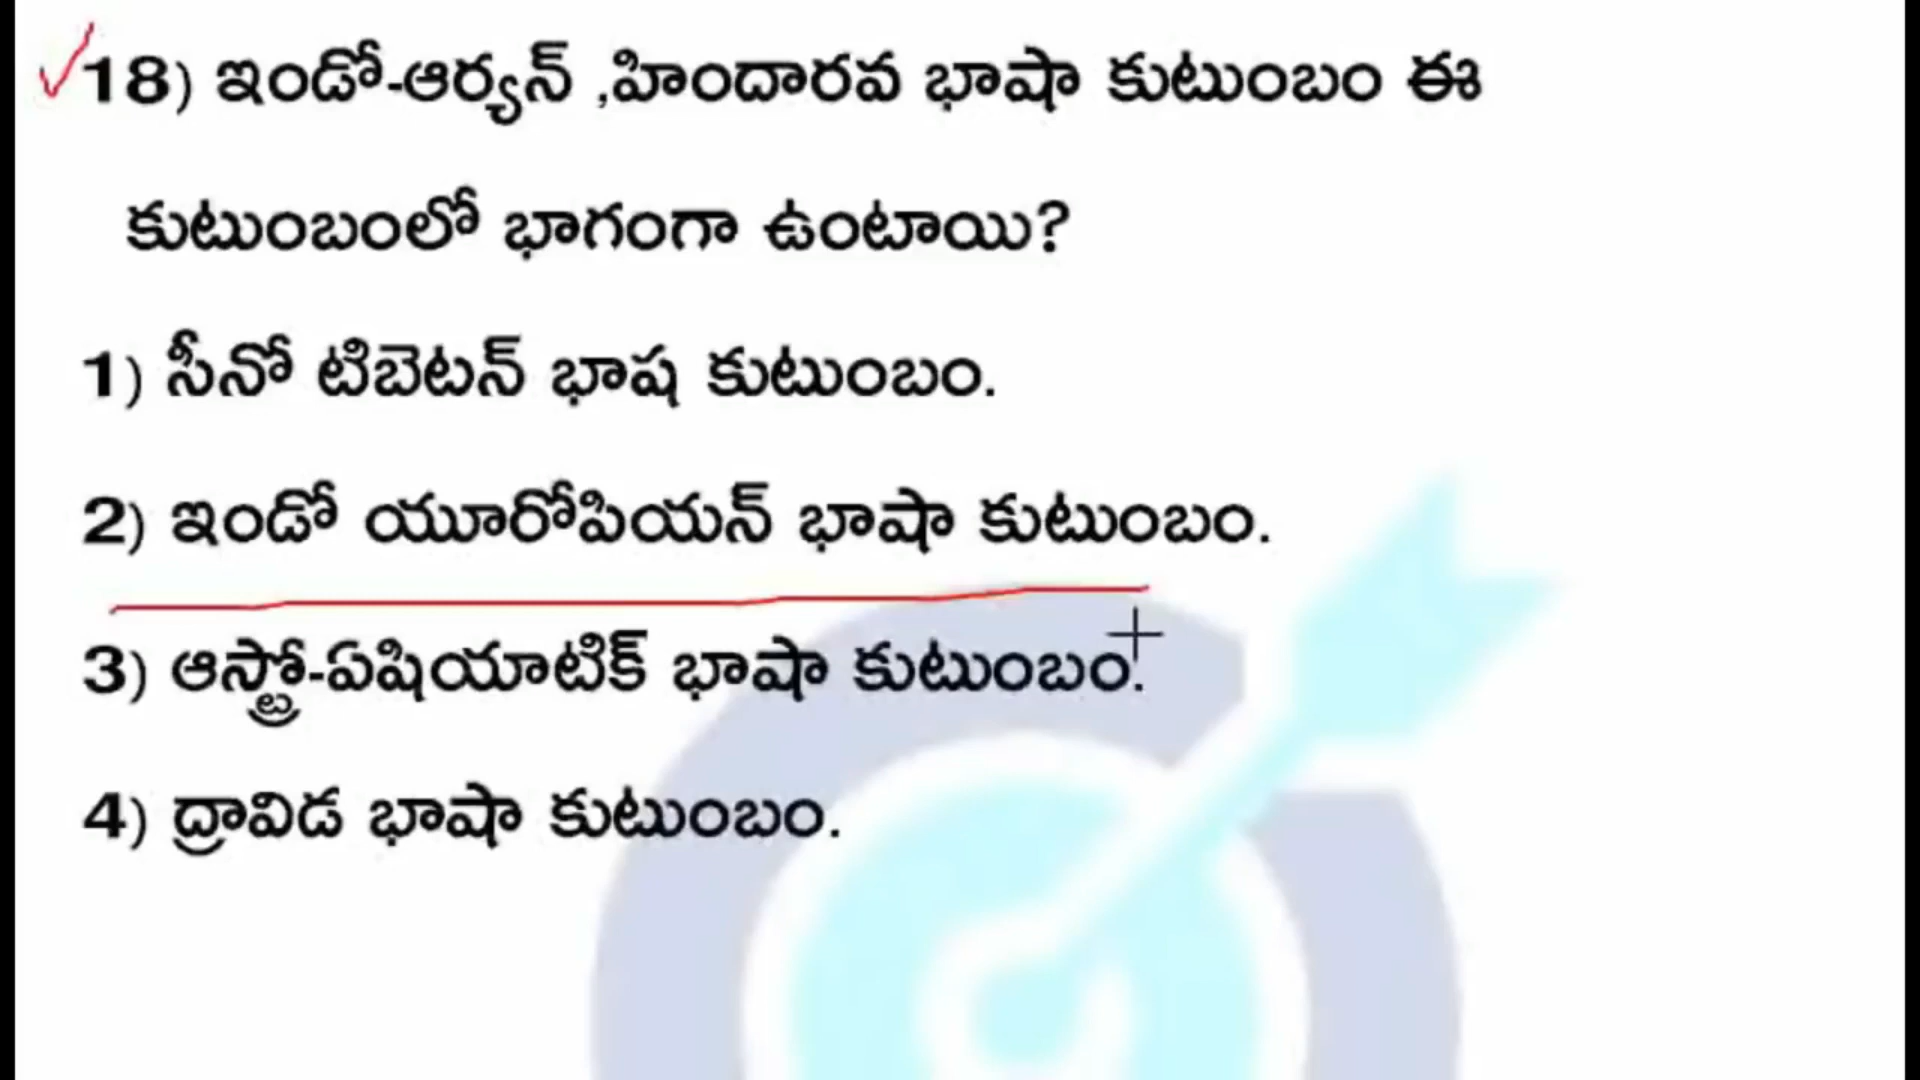 18) ఇండో-ఆర్యన్ ,హిందారవ భాషా కుటుంబం ఈ
కుటుంబంలో భాగంగా ఉంటాయి?
1) సీనో టిబెటన్ భాష కుటుంబం.
2) ఇండో యూరోపియన్ భాషా కుటుంబం.
3) ఆస్ట్రో-ఏషియాటిక్ భాషా కుటుంబం.
4) ద్రావిడ భాషా కుటుంబం.